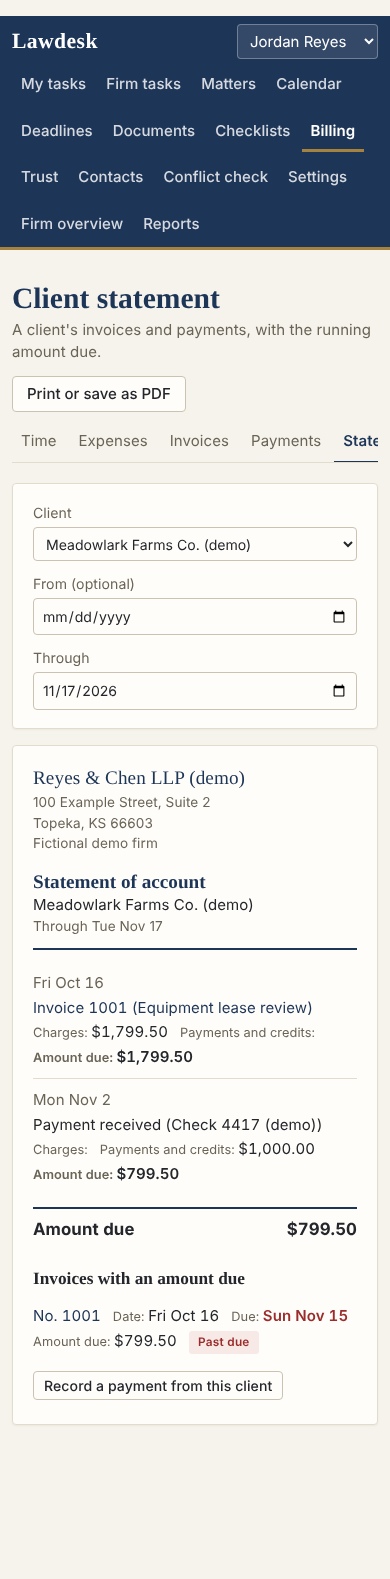 Lawdesk
Jordan Reyes
My tasks Firm tasks Matters Calendar
Deadlines Documents Checklists Billing
Trust Contacts Conflict check Settings
Firm overview Reports
Client statement
A client's invoices and payments, with the running
amount due.
Print or save as PDF
Time Expenses Invoices Payments State
Client
Meadowlark Farms Co. (demo)
From (optional)
mm/dd/yyyy
Through
11/17/2026
Reyes & Chen LLP (demo)
100 Example Street, Suite 2
Topeka, KS 66603
Fictional demo firm
Statement of account
Meadowlark Farms Co. (demo)
Through Tue Nov 17
Fri Oct 16
Invoice 1001 (Equipment lease review)
Charges: $1,799.50 Payments and credits:
Amount due: $1,799.50
Mon Nov 2
Payment received (Check 4417 (demo))
Charges: Payments and credits: $1,000.00
Amount due: $799.50
Amount due $799.50
Invoices with an amount due
No. 1001 Date: Fri Oct 16 Due: Sun Nov 15
Amount due: $799.50 Past due
Record a payment from this client